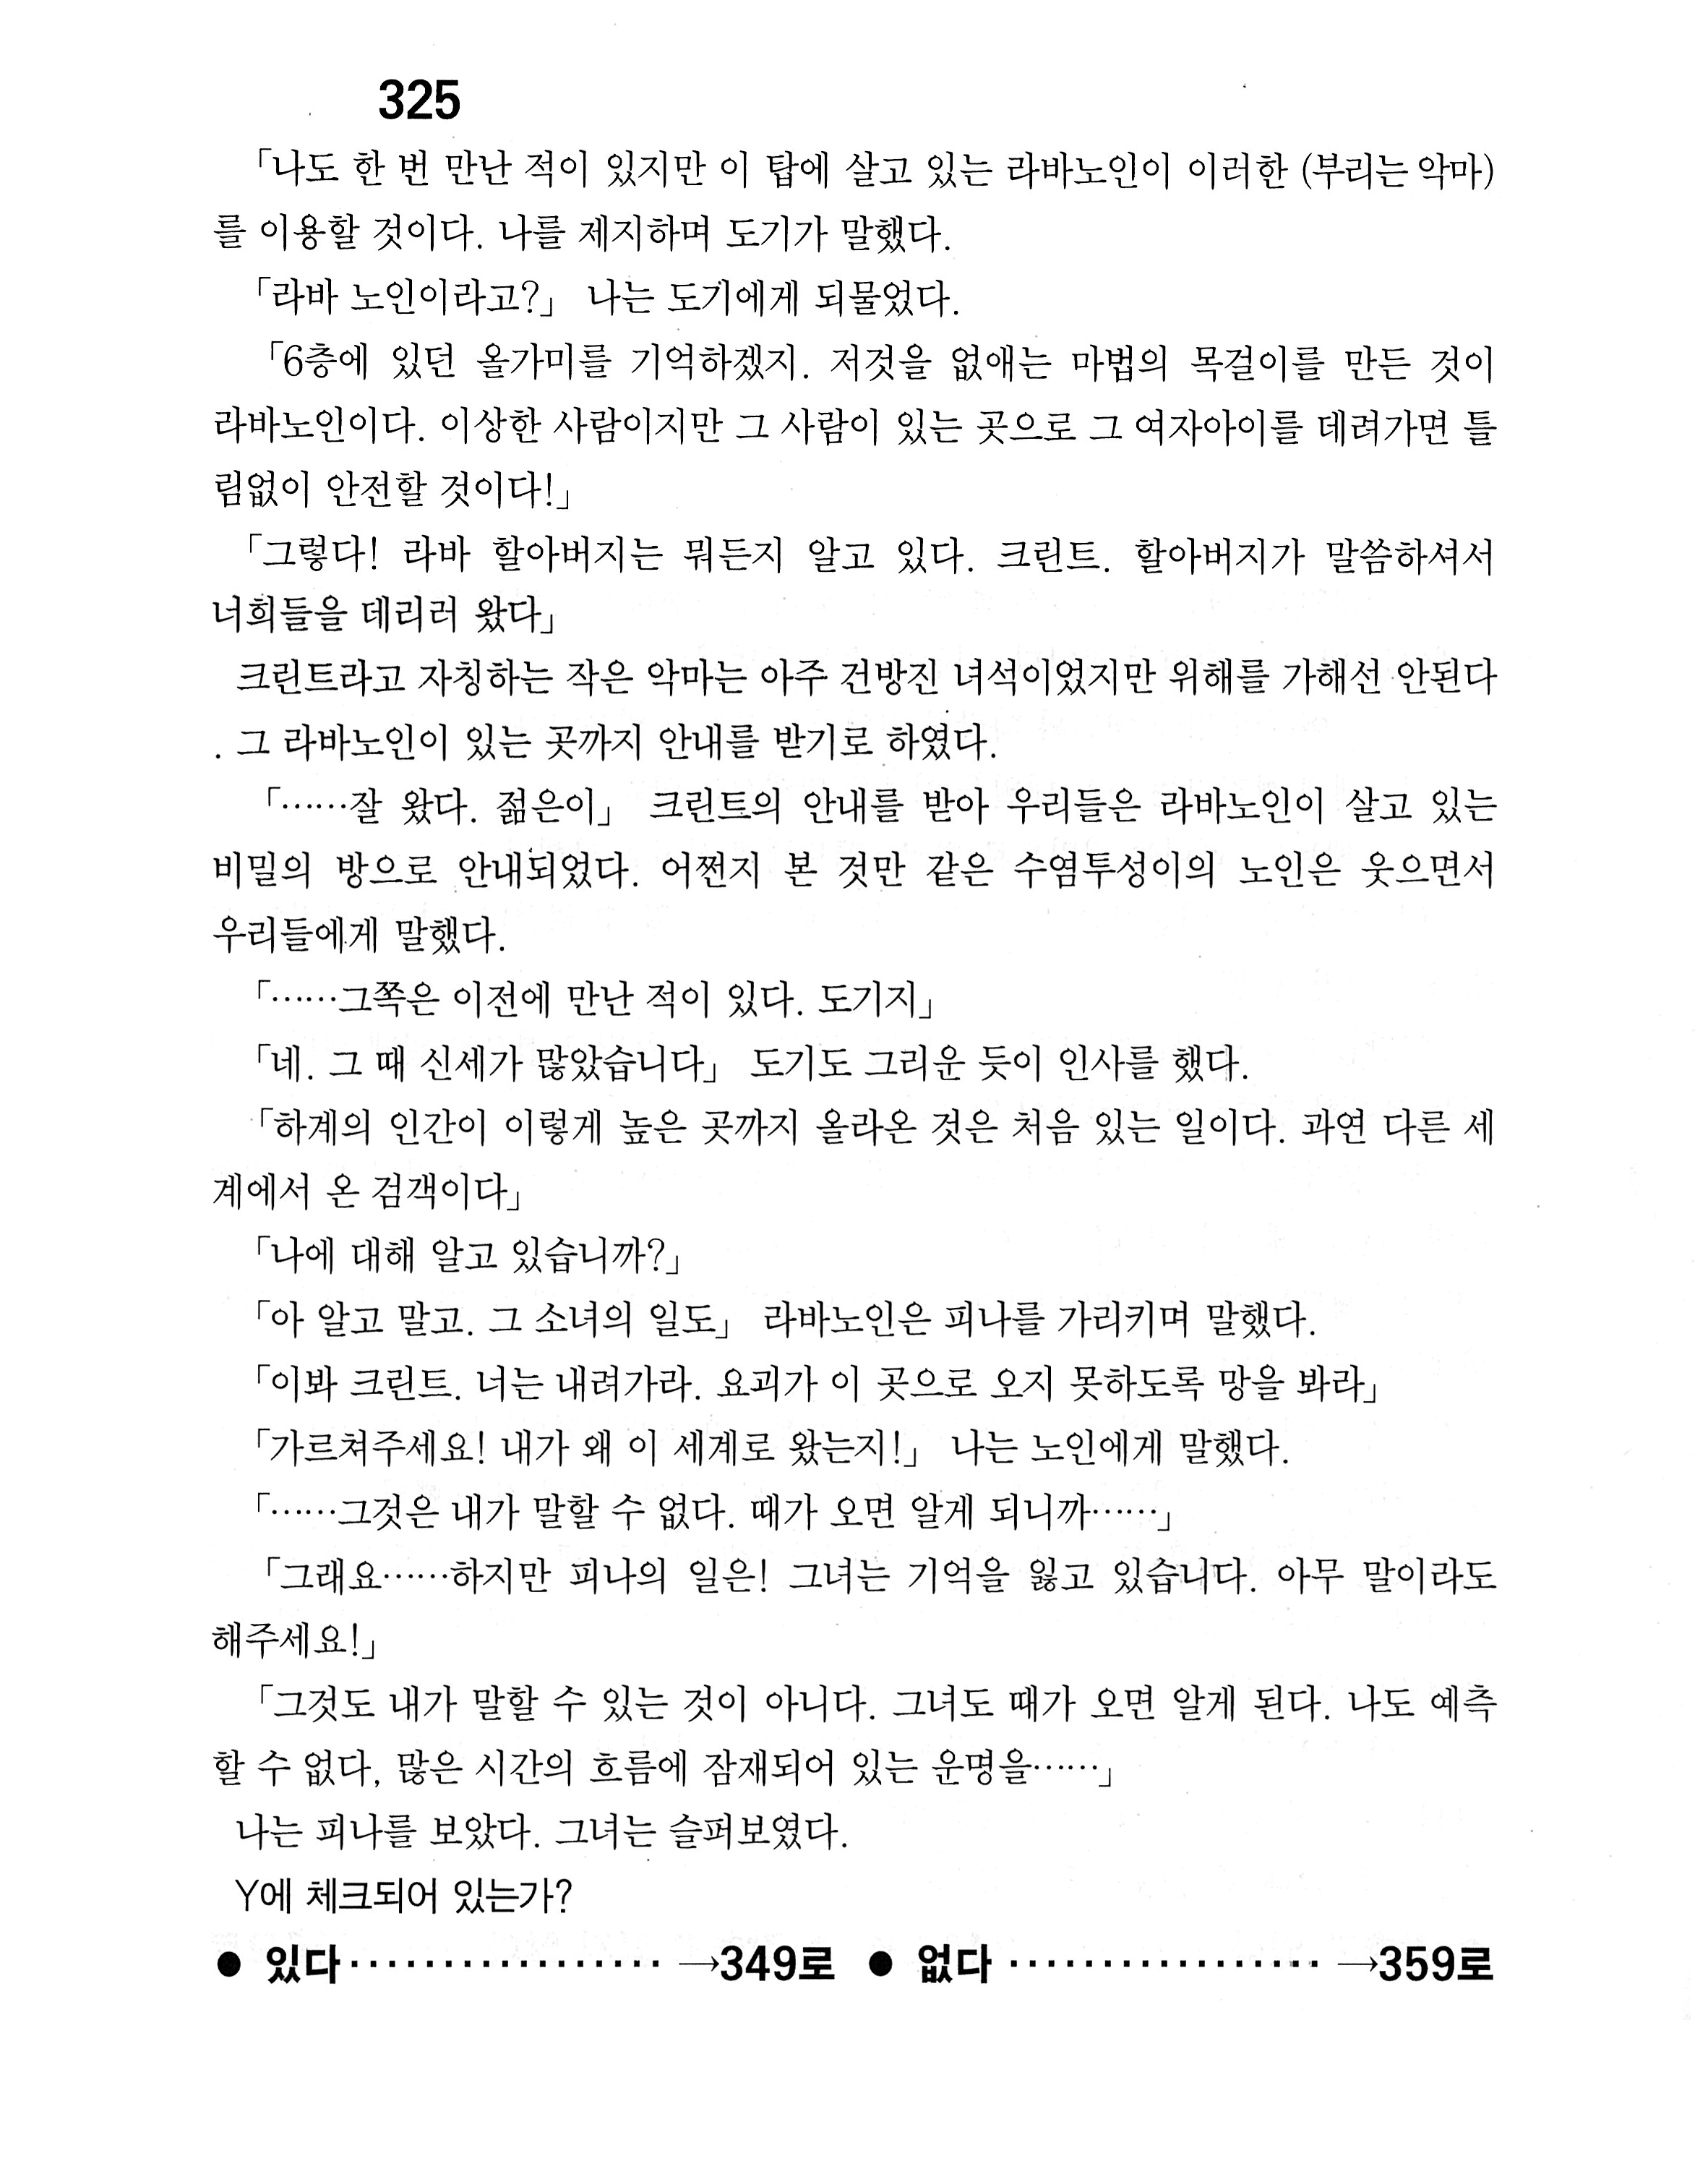 325
「나도 한 번 만난 적이 있지만 이 탑에 살고 있는 라바노인이 이러한 (부리는 악마)
를 이용할 것이다. 나를 제지하며 도기가 말했다.
「라바 노인이라고?」 나는 도기에게 되물었다.
「6층에 있던 올가미를 기억하겠지. 저것을 없애는 마법의 목걸이를 만든 것이
라바노인이다. 이상한 사람이지만 그 사람이 있는 곳으로 그 여자아이를 데려가면 틀
림없이 안전할 것이다!」
「그렇다! 라바 할아버지는 뭐든지 알고 있다. 크린트. 할아버지가 말씀하셔서
너희들을 데리러 왔다」
크린트라고 자칭하는 작은 악마는 아주 건방진 녀석이었지만 위해를 가해선 안된다
. 그 라바노인이 있는 곳까지 안내를 받기로 하였다.
「……잘 왔다. 젊은이」 크린트의 안내를 받아 우리들은 라바노인이 살고 있는
비밀의 방으로 안내되었다. 어쩐지 본 것만 같은 수염투성이의 노인은 웃으면서
우리들에게 말했다.
「……그쪽은 이전에 만난 적이 있다. 도기지」
「네. 그 때 신세가 많았습니다」 도기도 그리운 듯이 인사를 했다.
「하계의 인간이 이렇게 높은 곳까지 올라온 것은 처음 있는 일이다. 과연 다른 세
계에서 온 검객이다」
「나에 대해 알고 있습니까?」
「아 알고 말고. 그 소녀의 일도」 라바노인은 피나를 가리키며 말했다.
「이봐 크린트. 너는 내려가라. 요괴가 이 곳으로 오지 못하도록 망을 봐라」
「가르쳐주세요! 내가 왜 이 세계로 왔는지!」 나는 노인에게 말했다.
「……그것은 내가 말할 수 없다. 때가 오면 알게 되니까……」
「그래요……하지만 피나의 일은! 그녀는 기억을 잃고 있습니다. 아무 말이라도
해주세요!」
「그것도 내가 말할 수 있는 것이 아니다. 그녀도 때가 오면 알게 된다. 나도 예측
할 수 없다, 많은 시간의 흐름에 잠재되어 있는 운명을……」
나는 피나를 보았다. 그녀는 슬퍼보였다.
Y에 체크되어 있는가?
● 있다·················→349로 ● 없다·················→359로